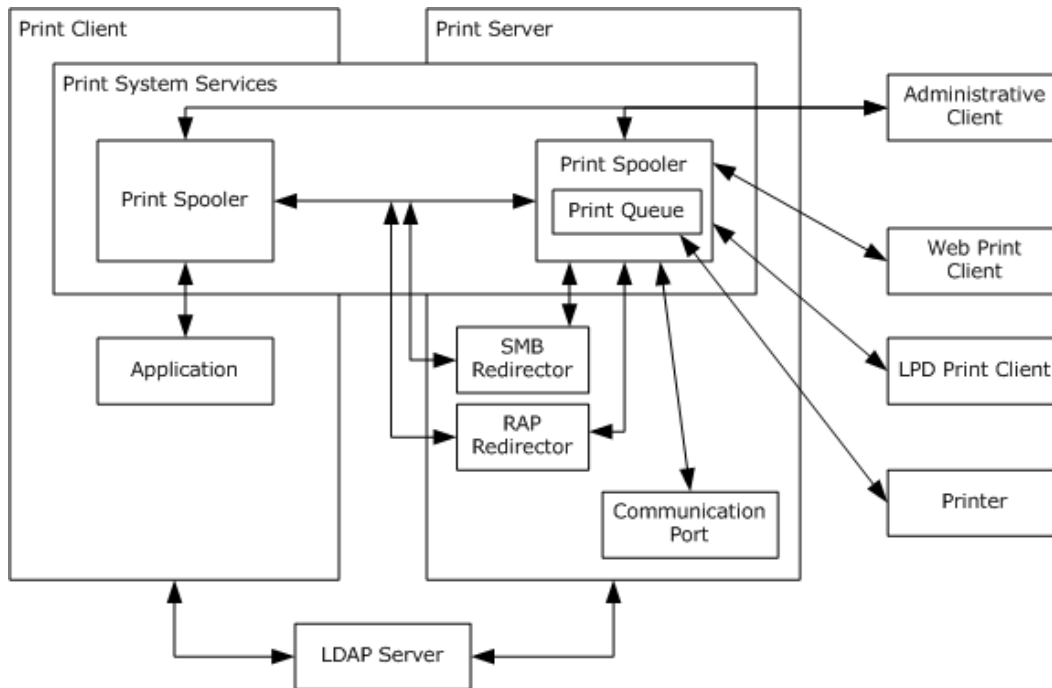 Print Client
Print Server
Print System Services
Administrative
Client
Print Spooler
Print Spooler
Print Queue
Web Print
Client
SMB
Redirector
Application
LPD Print Client
RAP
Redirector
Communication
Port
Printer
LDAP Server